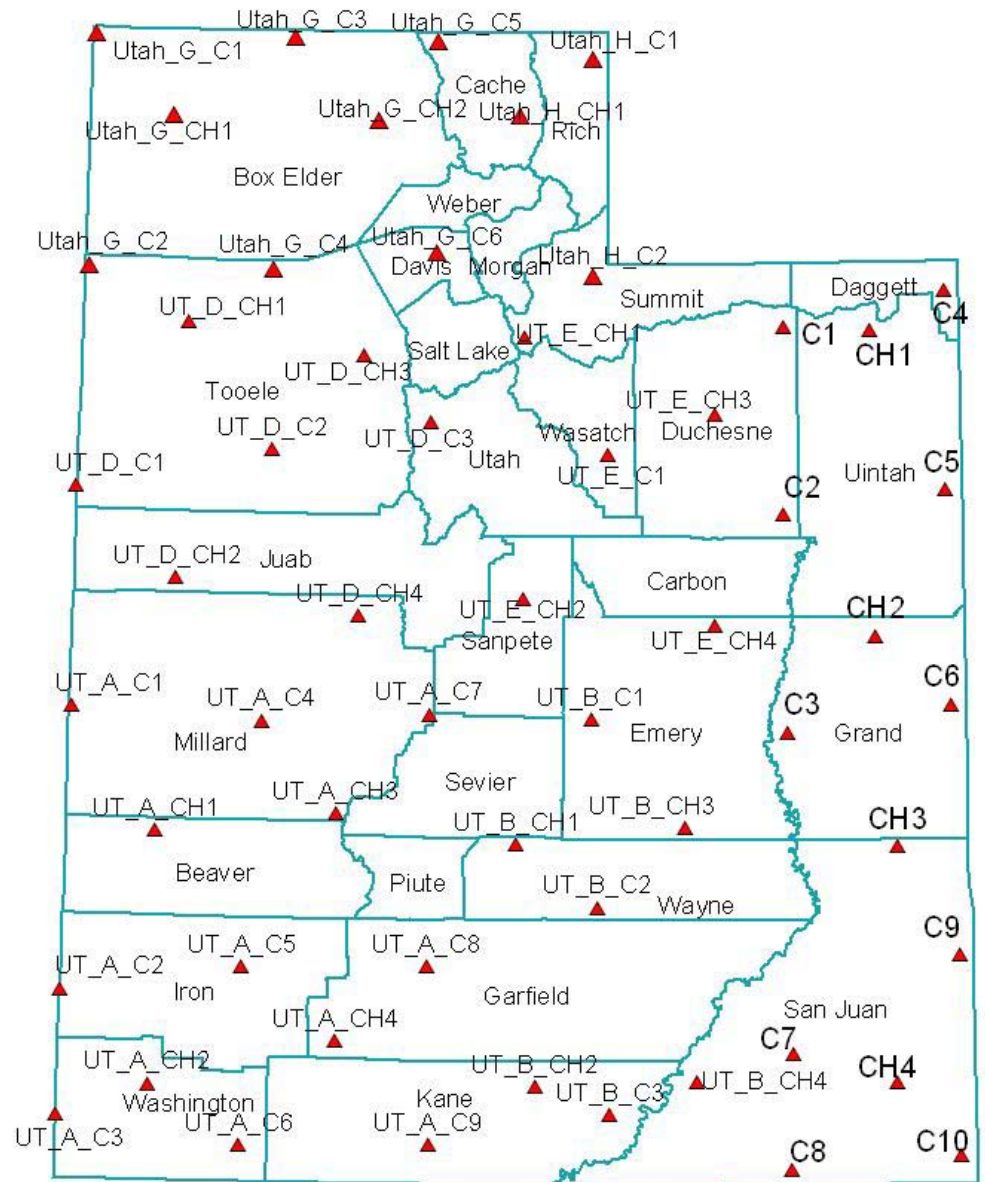 Utah_G_C3
Utah_G_C5
Utah_G_C1
Utah_H_C1
Cache
Utah_G_CH2
Utah_H_CH1
Utah_G_CH1
Rich
Box Elder
Weber
Utah_G_C2
Utah_G_C4
Utah_G_C6
Davis
Morgan
Utah_H_C2
Summit
Daggett
UT_D_CH1
C4
UT_E_CH1
C1
CH1
Salt Lake
UT_D_CH3
Tooele
UT_E_CH3
UT_D_C2
UT_D_C3
Wasatch
Duchesne
Utah
UT_E_C1
Uintah
C5
UT_D_C1
C2
UT_D_CH2
Juab
Carbon
UT_D_CH4
UT_E_CH2
Sanpete
UT_E_CH4
CH2
UT_A_C1
UT_A_C4
UT_A_C7
UT_B_C1
C3
C6
Millard
Emery
Grand
Sevier
UT_A_CH1
UT_A_CH3
UT_B_CH1
UT_B_CH3
CH3
Beaver
Piute
UT_B_C2
Wayne
UT_A_C2
UT_A_C5
UT_A_C8
C9
Iron
Garfield
San Juan
UT_A_CH4
C7
UT_A_CH2
UT_B_CH2
UT_B_CH4
CH4
Washington
Kane
UT_B_C3
UT_A_C3
UT_A_C6
UT_A_C9
C8
C10